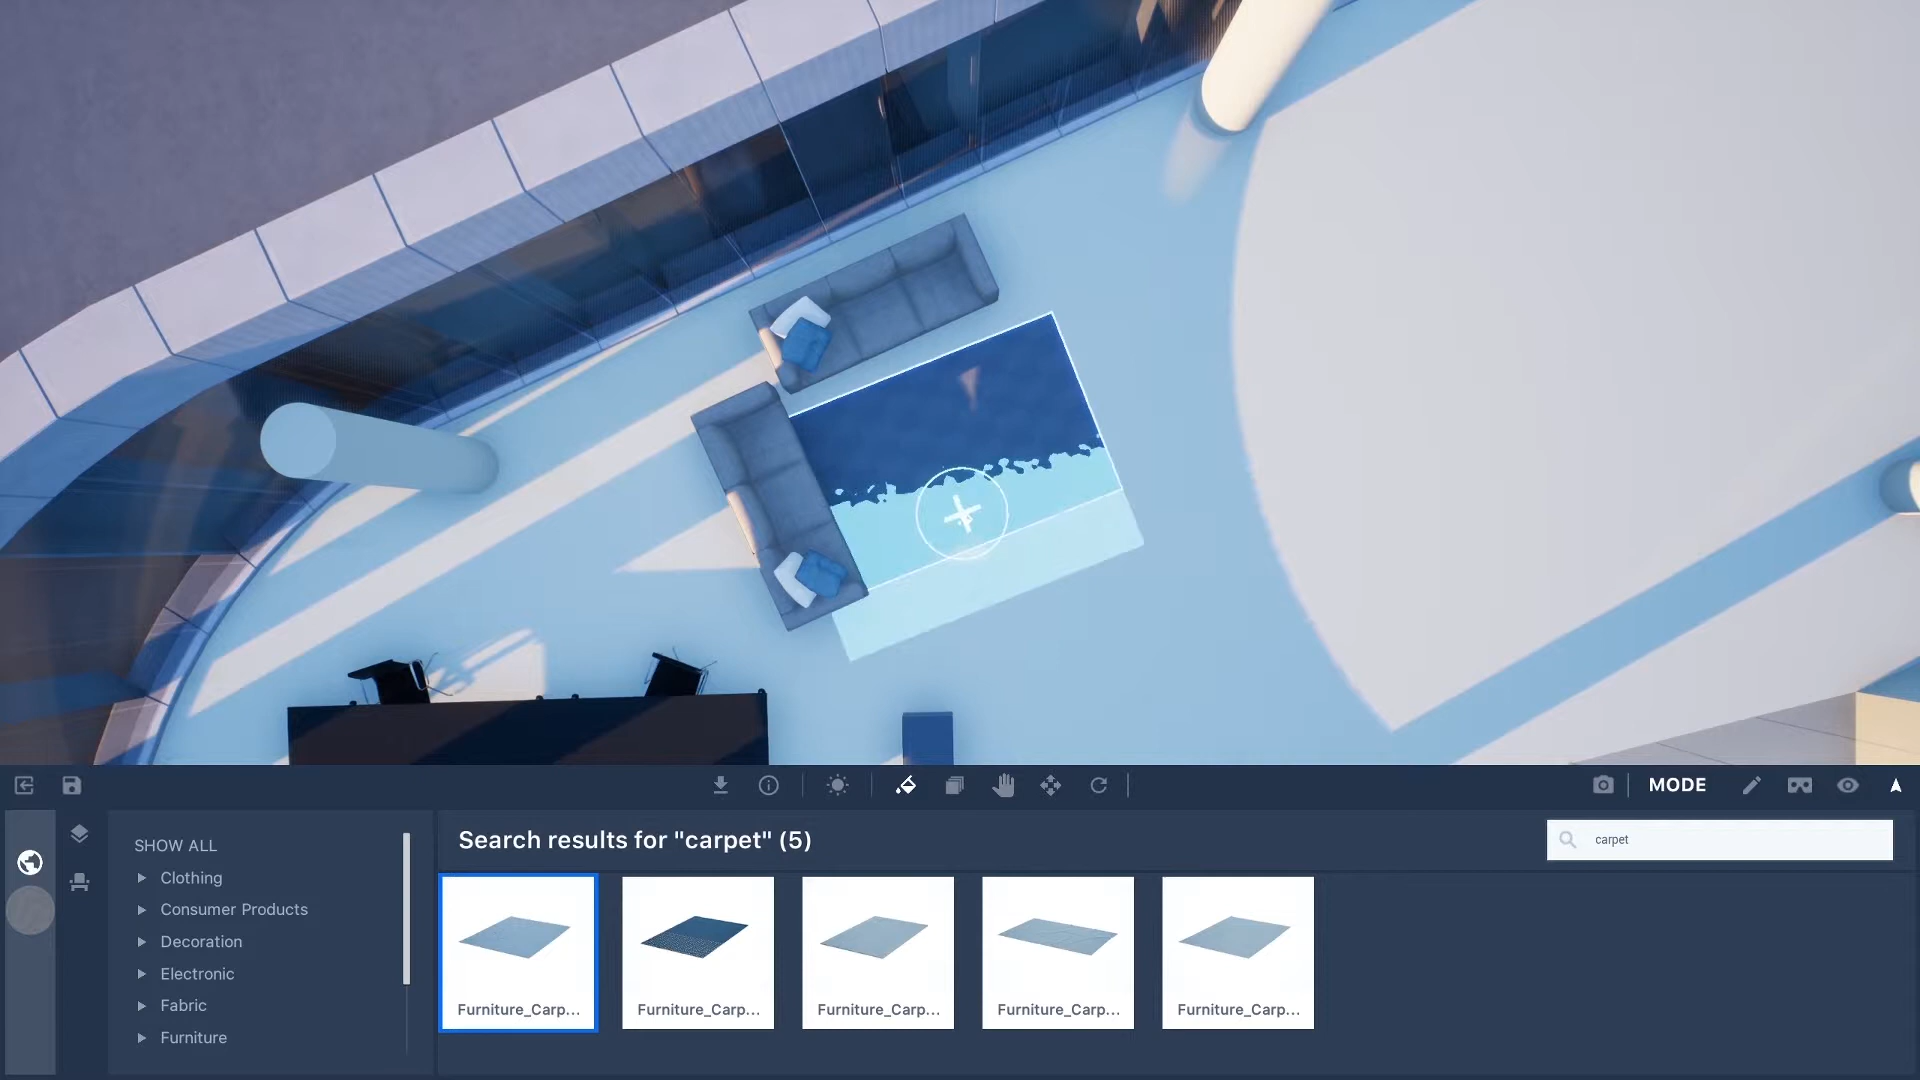 MODE
SHOW ALL
Clothing
Consumer Products
Decoration
Electronic
Fabric
Furniture
Search results for "carpet" (5)
carpet
Furniture_Carp...
Furniture_Carp...
Furniture_Carp...
Furniture_Carp...
Furniture_Carp...